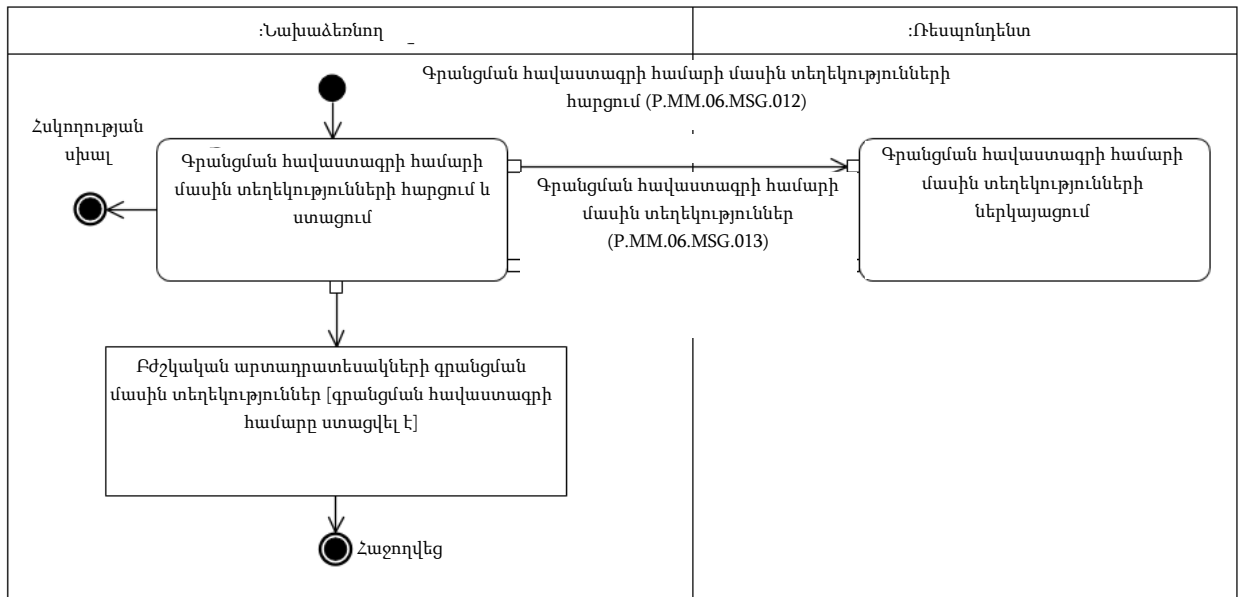 :Նախաձեռնող
:Ռեսպոնդենտ
Գրանցման հավաստագրի համարի մասին տեղեկությունների
հարցում (P.MM.06.MSG.012)
Հսկողության
սխալ
Գրանցման հավաստագրի համարի
մասին տեղեկությունների հարցում և
ստացում
Գրանցման հավաստագրի համարի
մասին տեղեկություններ
(P.MM.06.MSG.013)
Գրանցման հավաստագրի համարի
մասին տեղեկությունների
ներկայացում
Բժշկական արտադրատեսակների գրանցման
մասին տեղեկություններ [գրանցման հավաստագրի
համարը ստացվել է]
Հաջողվեց